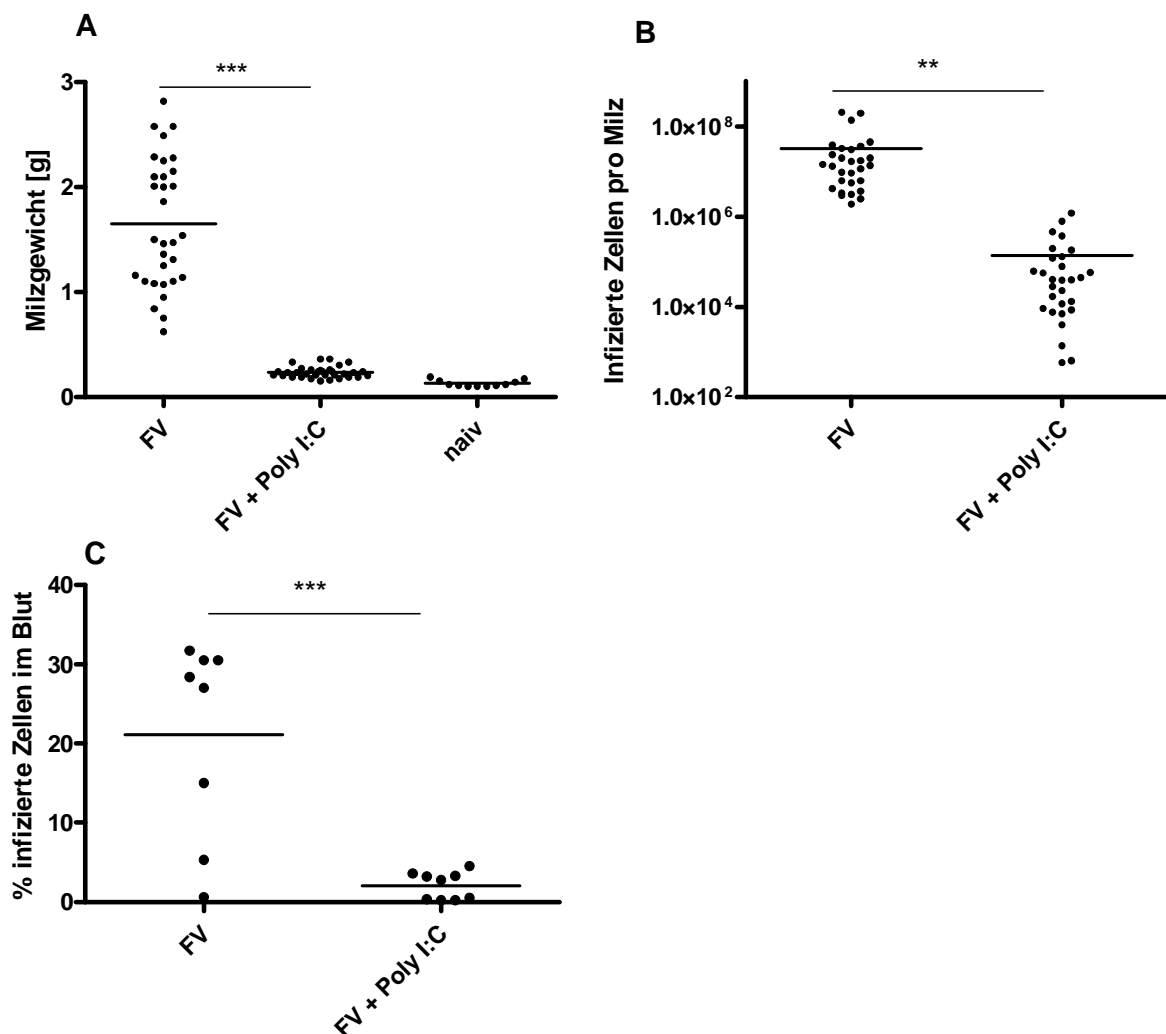 A
***
Milzgewicht [g]
3
2
1
0
FV
FV + Poly I:C
naiv
B
**
Infizierte Zellen pro Milz
1.0×10⁸
1.0×10⁶
1.0×10⁴
1.0×10²
FV
FV + Poly I:C
C
***
% infizierte Zellen im Blut
40
30
20
10
0
FV
FV + Poly I:C